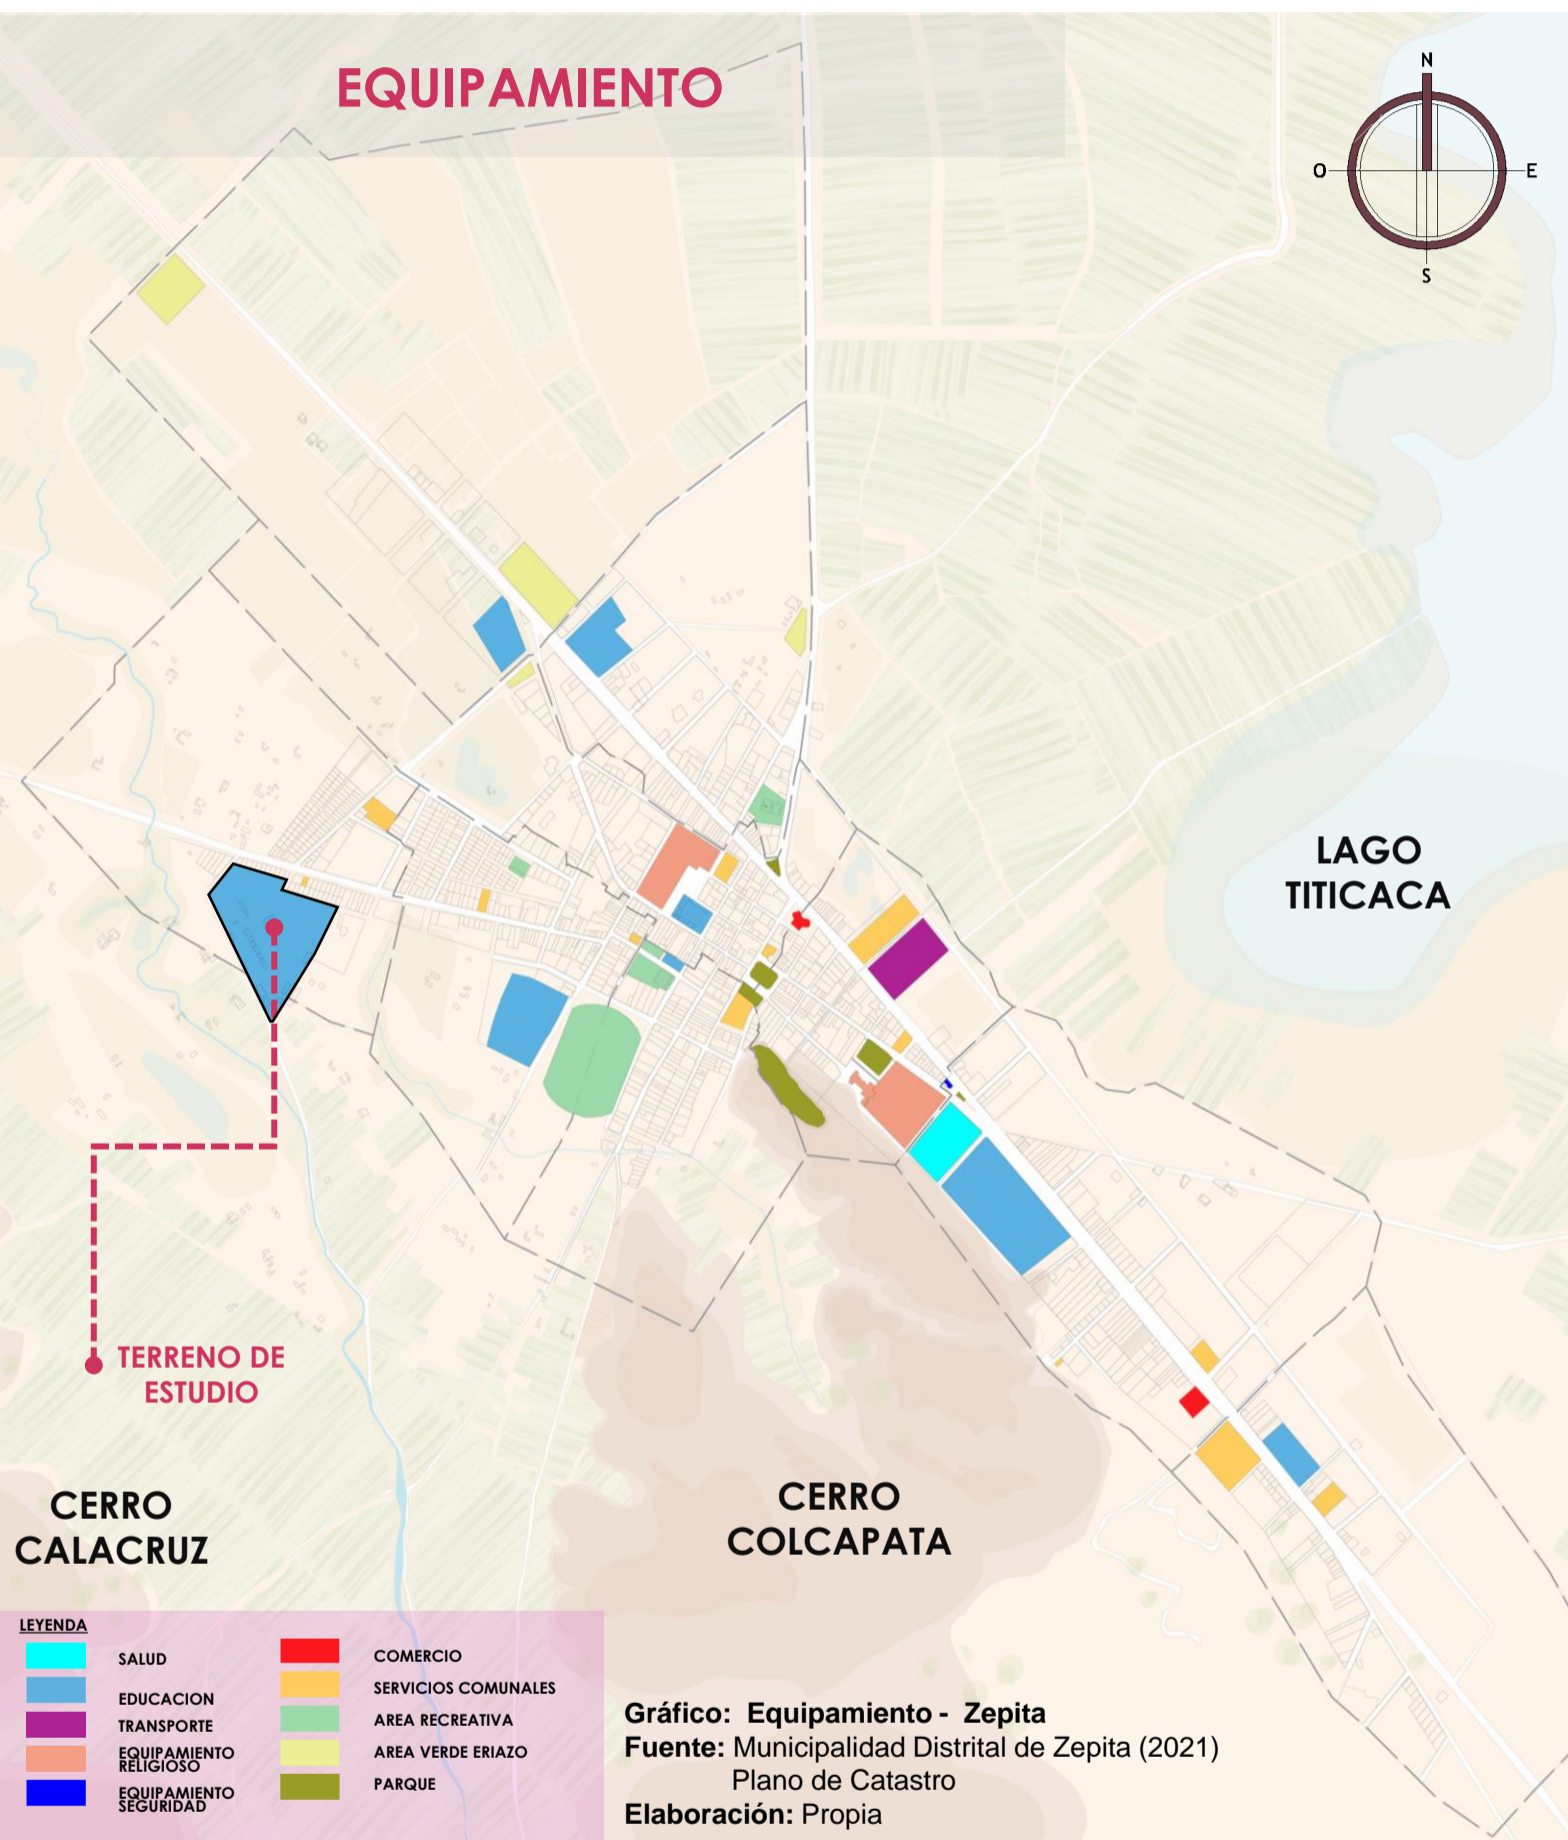 EQUIPAMIENTO
N
O
E
S
LAGO
TITICACA
TERRENO DE
ESTUDIO
CERRO
CALACRUZ
CERRO
COLCAPATA
LEYENDA
SALUD
EDUCACION
TRANSPORTE
EQUIPAMIENTO
RELIGIOSO
EQUIPAMIENTO
SEGURIDAD
COMERCIO
SERVICIOS COMUNALES
AREA RECREATIVA
AREA VERDE ERIAZO
PARQUE
Gráfico: Equipamiento - Zepita
Fuente: Municipalidad Distrital de Zepita (2021)
Plano de Catastro
Elaboración: Propia